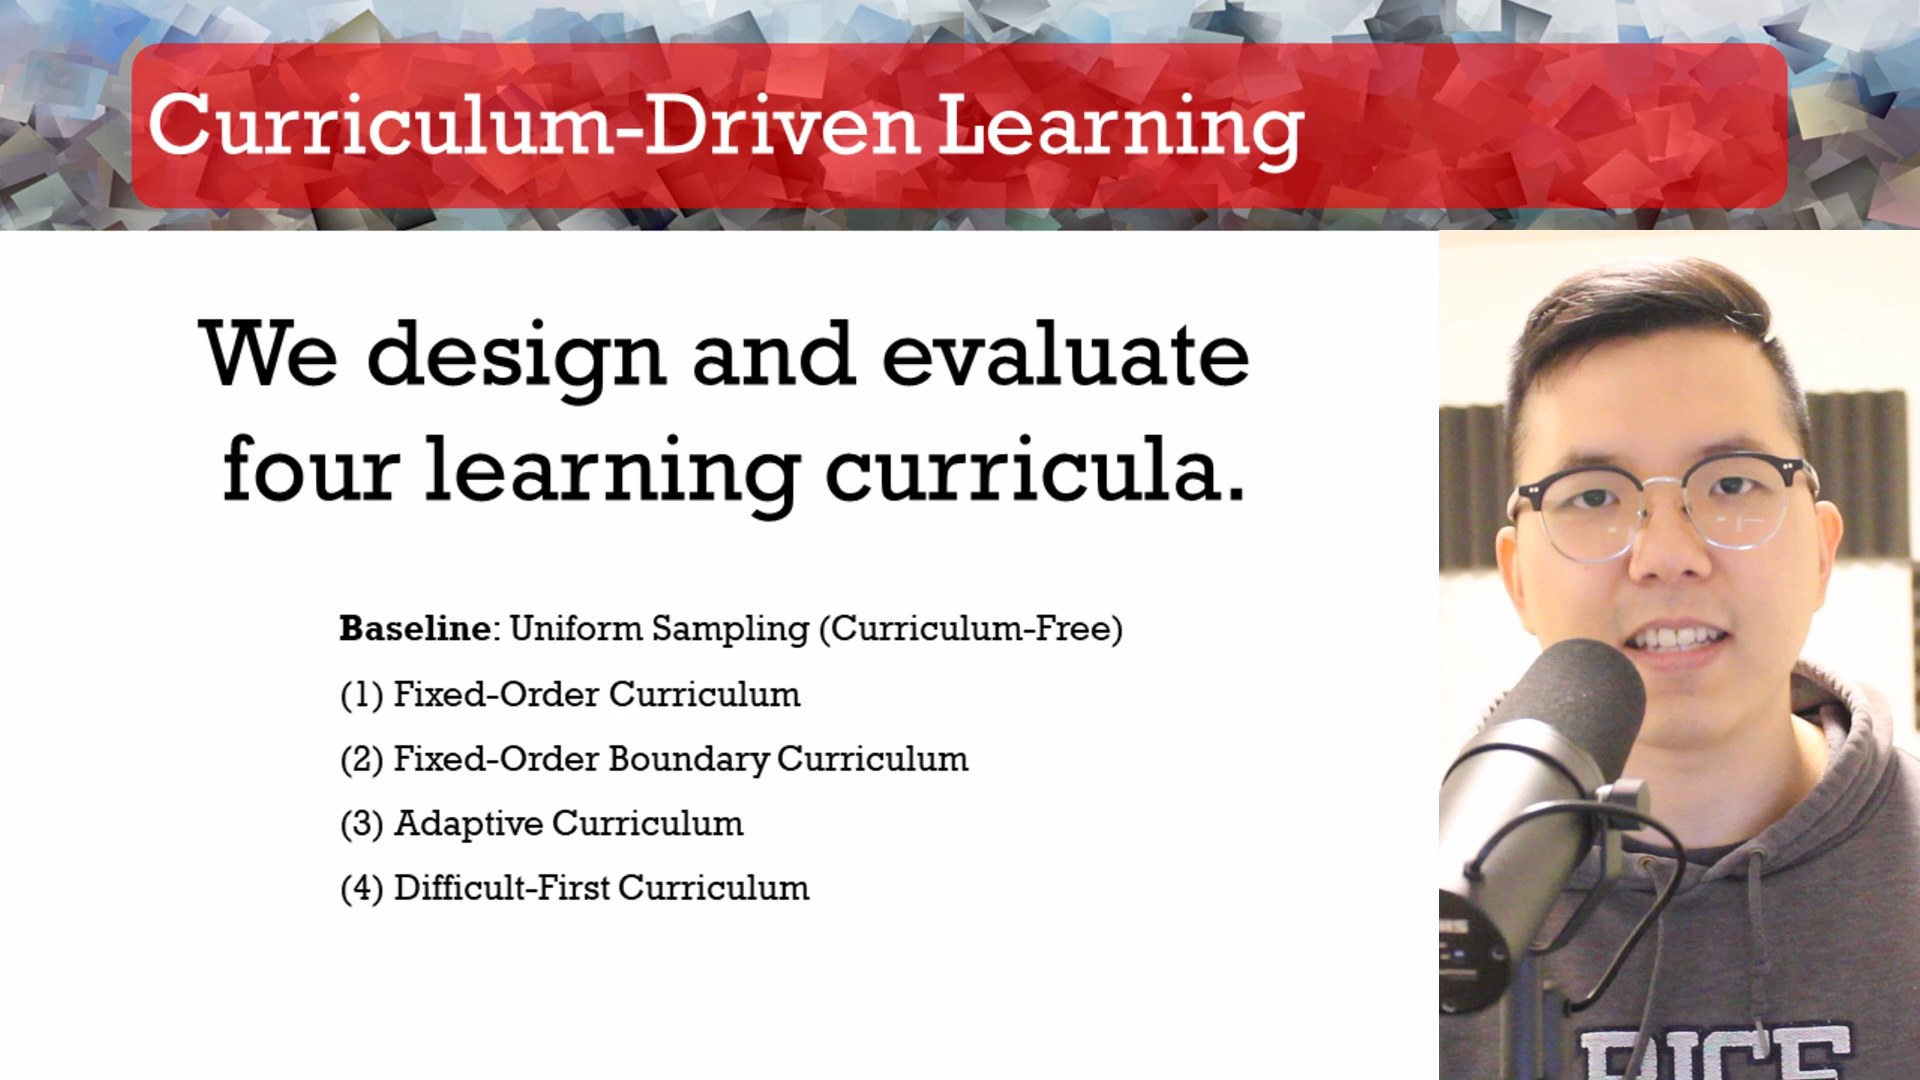 Curriculum-Driven Learning
We design and evaluate
four learning curricula.
Baseline: Uniform Sampling (Curriculum-Free)
(1) Fixed-Order Curriculum
(2) Fixed-Order Boundary Curriculum
(3) Adaptive Curriculum
(4) Difficult-First Curriculum
RICE